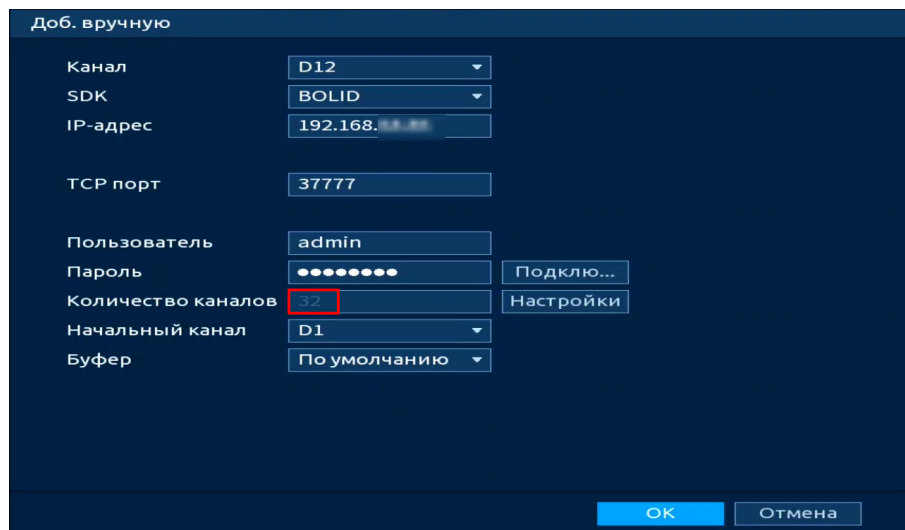 Доб. вручную
Канал D12
SDK BOLID
IP-адрес 192.168.
TCP порт 37777
Пользователь admin
Пароль ●●●●●●●● Подклю...
Количество каналов 32 Настройки
Начальный канал D1
Буфер По умолчанию
OK Отмена